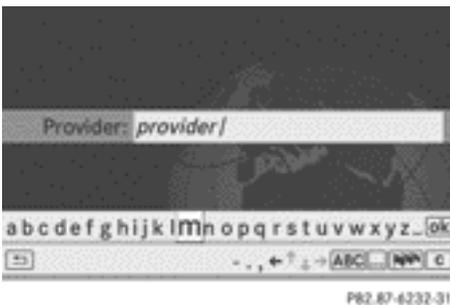 Provider: provider
a b c d e f g h i j k l m n o p q r s t u v w x y z _ ok
- . , ← ↑ ↓ → ABC ... c
P82.87-6232-31